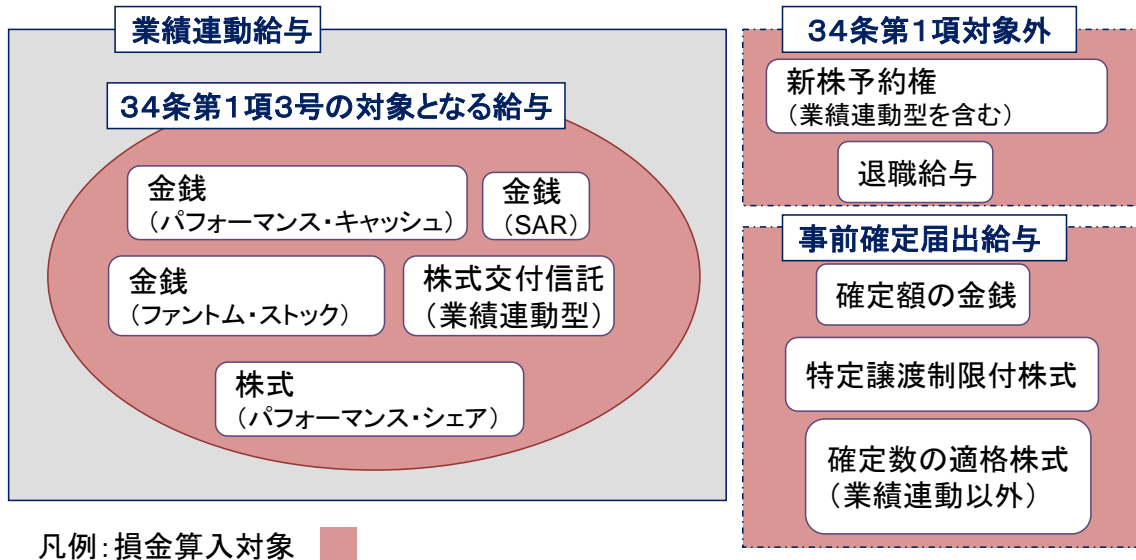 業績連動給与
34条第1項3号の対象となる給与
金銭
（パフォーマンス・キャッシュ）
金銭
（SAR）
金銭
（ファントム・ストック）
株式交付信託
（業績連動型）
株式
（パフォーマンス・シェア）
34条第1項対象外
新株予約権
（業績連動型を含む）
退職給与
事前確定届出給与
確定額の金銭
特定譲渡制限付株式
確定数の適格株式
（業績連動以外）
凡例：損金算入対象